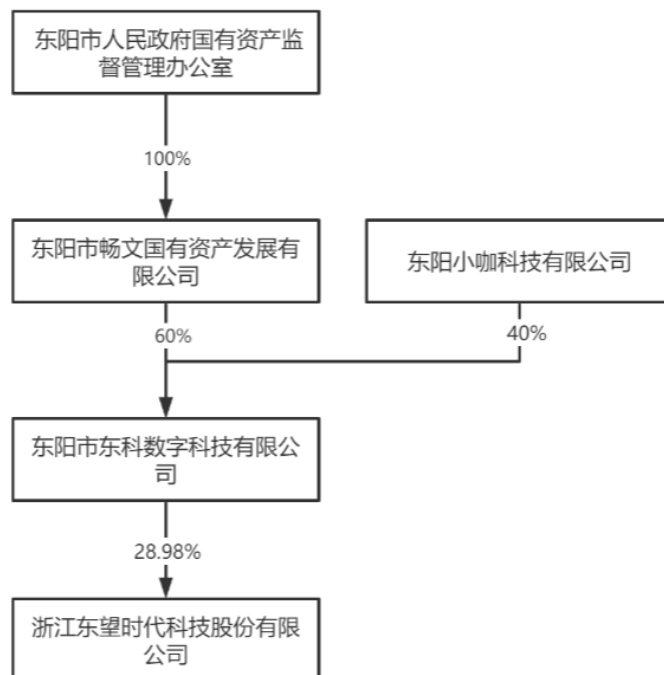 东阳市人民政府国有资产监
督管理办公室
100%
东阳市畅文国有资产发展有
限公司
东阳小咖科技有限公司
60%
40%
东阳市东科数字科技有限公
司
28.98%
浙江东望时代科技股份有限
公司